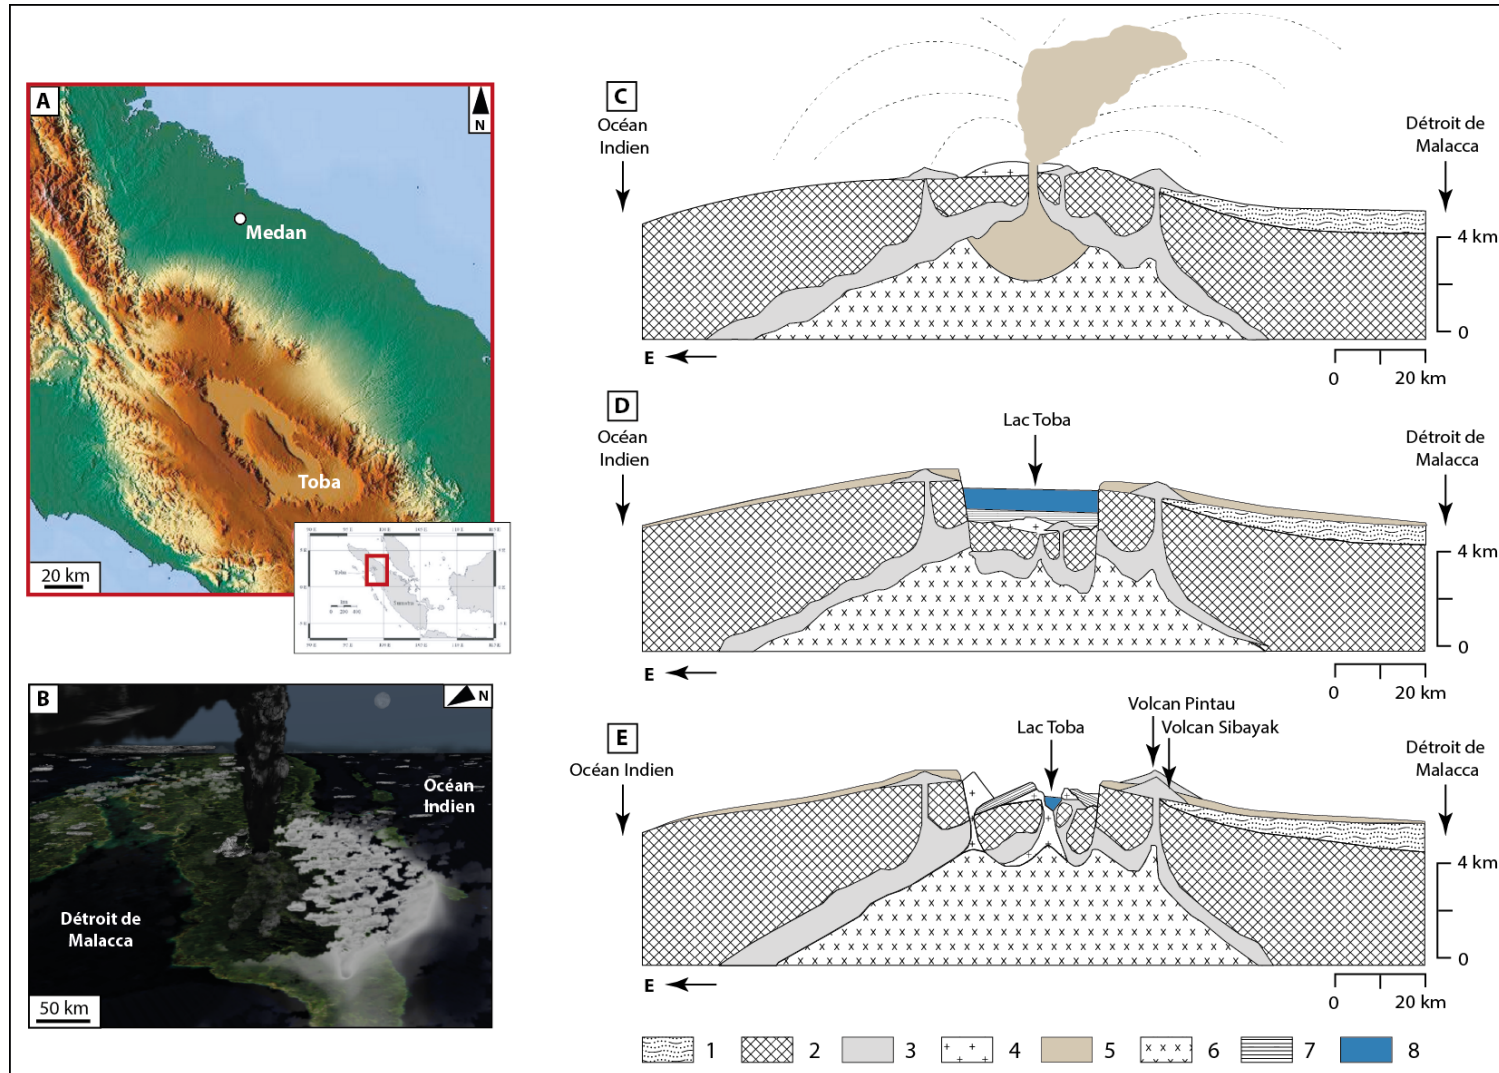 A
N
Medan
Toba
20 km
B
N
Océan
Indien
Détroit de
Malacca
50 km
C
Océan
Indien
Détroit de
Malacca
4 km
0
E
0 20 km
D
Océan
Indien
Lac Toba
Détroit de
Malacca
4 km
0
E
0 20 km
E
Océan Indien
Lac Toba
Volcan Pintau
Volcan Sibayak
Détroit de
Malacca
4 km
0
E
0 20 km
1 2 3 4 5 6 7 8